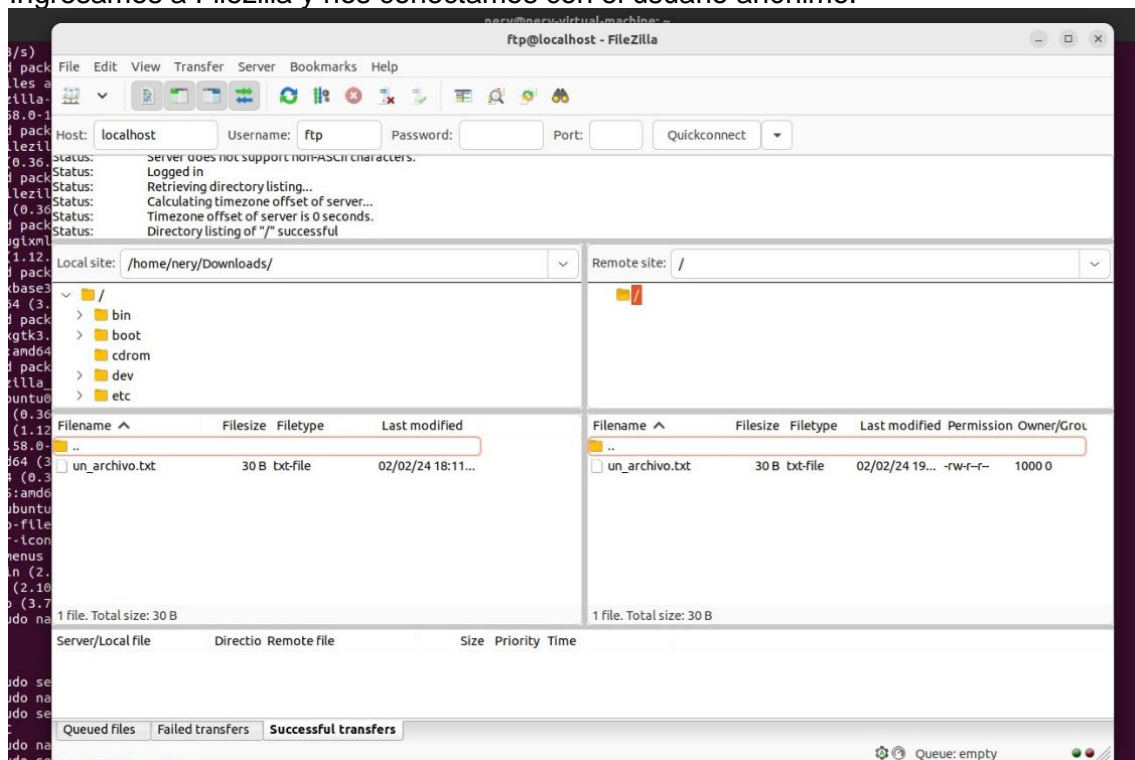 Ingresamos a Filezilla y nos conectamos con el usuario anónimo.
nery@nery-virtual-machine: ~
ftp@localhost - FileZilla
File Edit View Transfer Server Bookmarks Help
Host: localhost Username: ftp Password: Port: Quickconnect
Status: Server does not support non-ASCII characters.
Status: Logged in
Status: Retrieving directory listing...
Status: Calculating timezone offset of server...
Status: Timezone offset of server is 0 seconds.
Status: Directory listing of "/" successful
Local site: /home/nery/Downloads/
/
bin
boot
cdrom
dev
etc
Remote site: /
/
Filename Filesize Filetype Last modified
..
un_archivo.txt 30 B txt-file 02/02/24 18:11...
1 file. Total size: 30 B
Filename Filesize Filetype Last modified Permission Owner/Grou
..
un_archivo.txt 30 B txt-file 02/02/24 19... -rw-r--r-- 1000 0
1 file. Total size: 30 B
Server/Local file Directio Remote file Size Priority Time
Queued files Failed transfers Successful transfers
Queue: empty